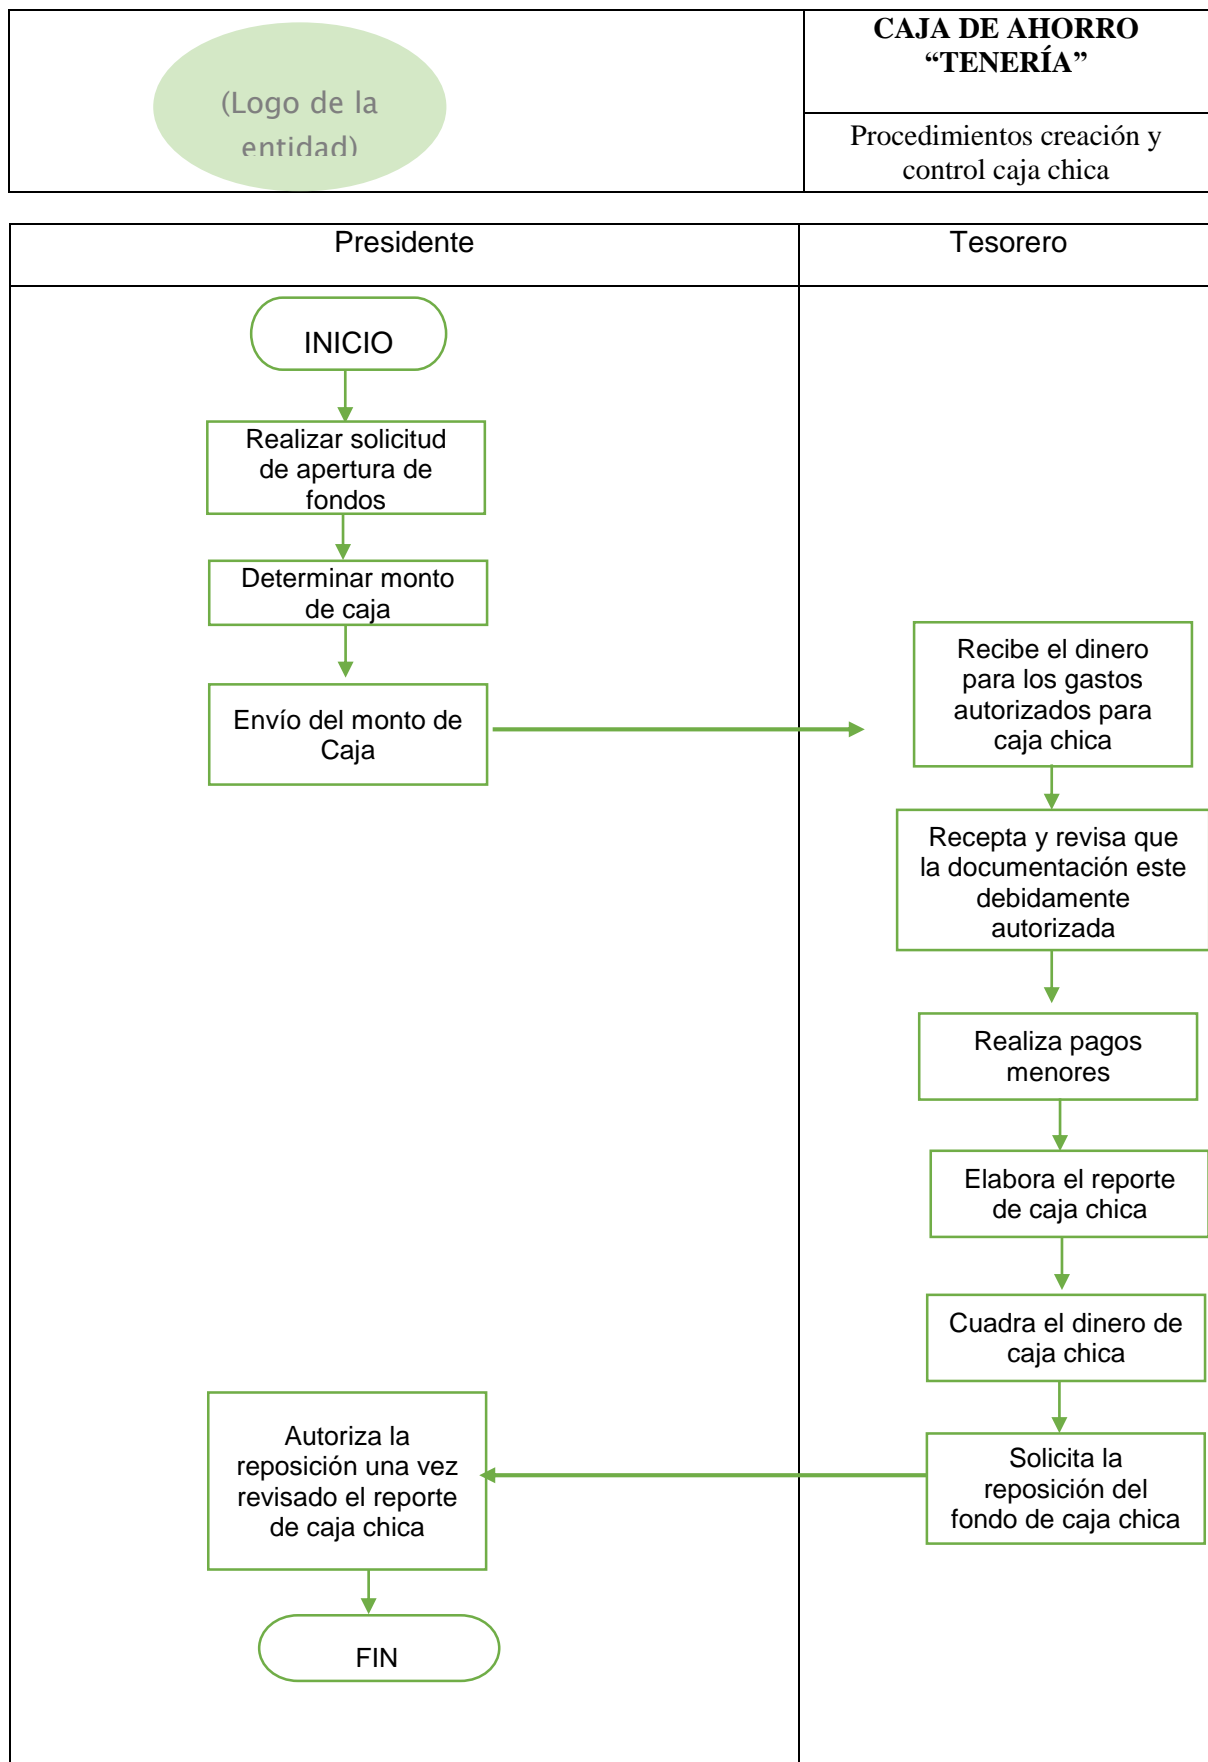 (Logo de la
entidad)
CAJA DE AHORRO
“TENERÍA”
Procedimientos creación y
control caja chica
Presidente
Tesorero
INICIO
Realizar solicitud
de apertura de
fondos
Determinar monto
de caja
Envío del monto de
Caja
Recibe el dinero
para los gastos
autorizados para
caja chica
Recepta y revisa que
la documentación este
debidamente
autorizada
Realiza pagos
menores
Elabora el reporte
de caja chica
Cuadra el dinero de
caja chica
Solicita la
reposición del
fondo de caja chica
Autoriza la
reposición una vez
revisado el reporte
de caja chica
FIN